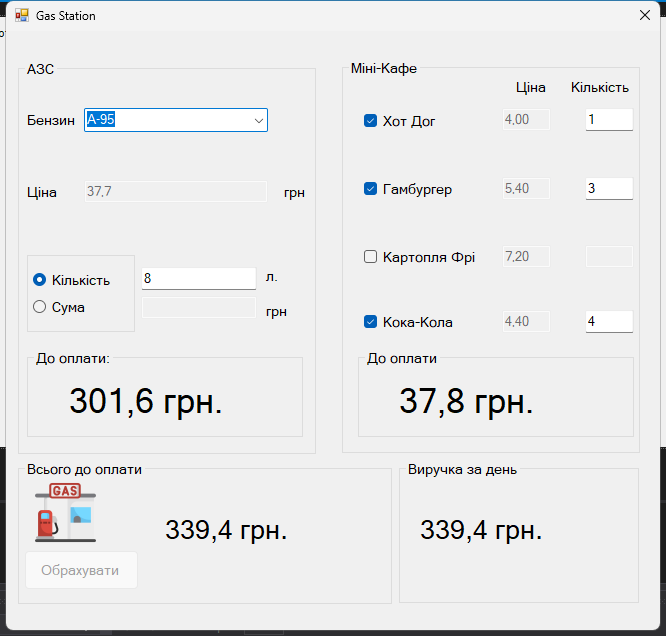 Gas Station
АЗС
Бензин A-95
Ціна 37,7 грн
Кількість 8 л.
Сума грн
До оплати:
301,6 грн.
Міні-Кафе
Ціна Кількість
Хот Дог 4,00 1
Гамбургер 5,40 3
Картопля Фрі 7,20
Кока-Кола 4,40 4
До оплати
37,8 грн.
Всього до оплати
GAS
339,4 грн.
Обрахувати
Виручка за день
339,4 грн.